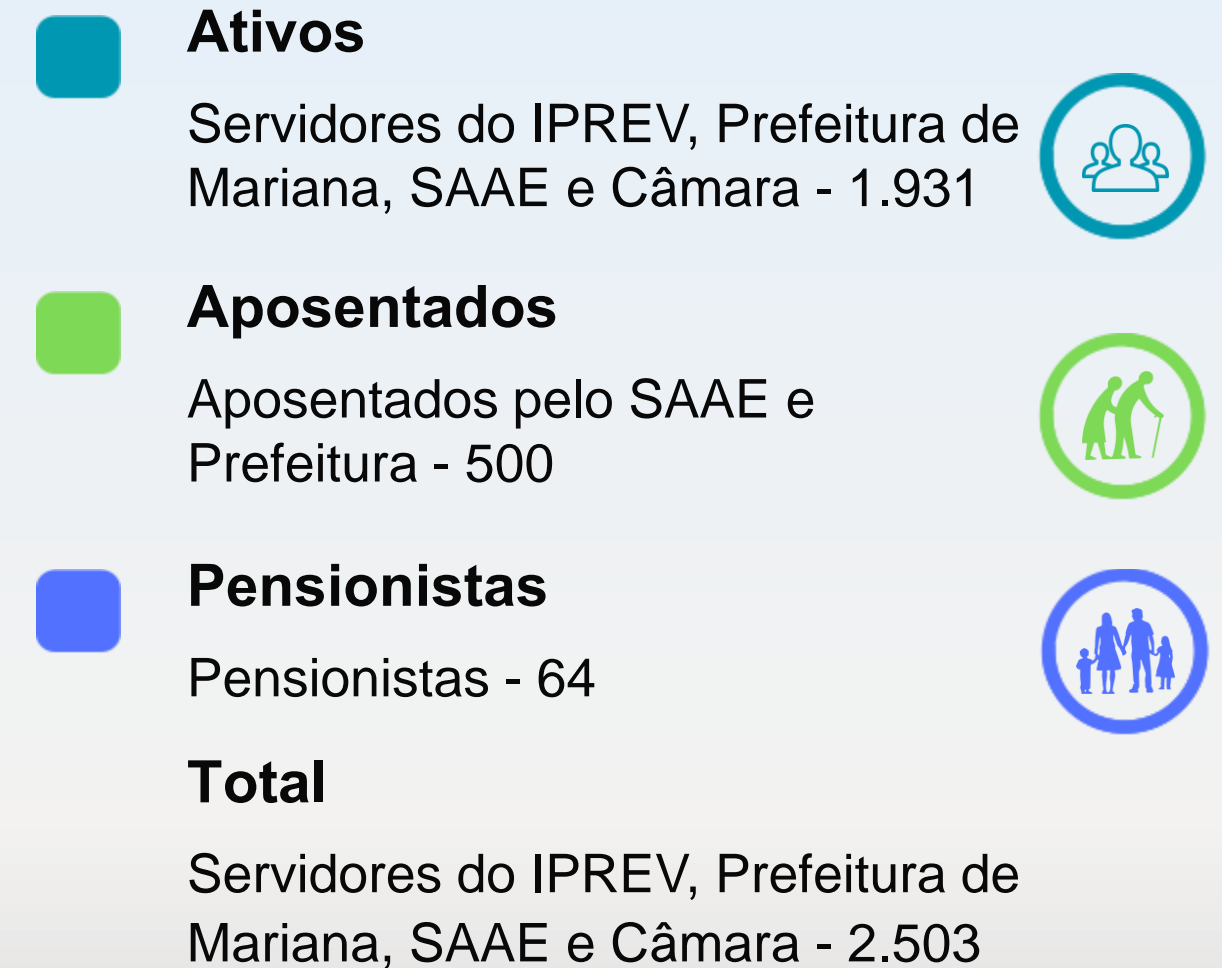 Ativos
Servidores do IPREV, Prefeitura de
Mariana, SAAE e Câmara - 1.931
Aposentados
Aposentados pelo SAAE e
Prefeitura - 500
Pensionistas
Pensionistas - 64
Total
Servidores do IPREV, Prefeitura de
Mariana, SAAE e Câmara - 2.503